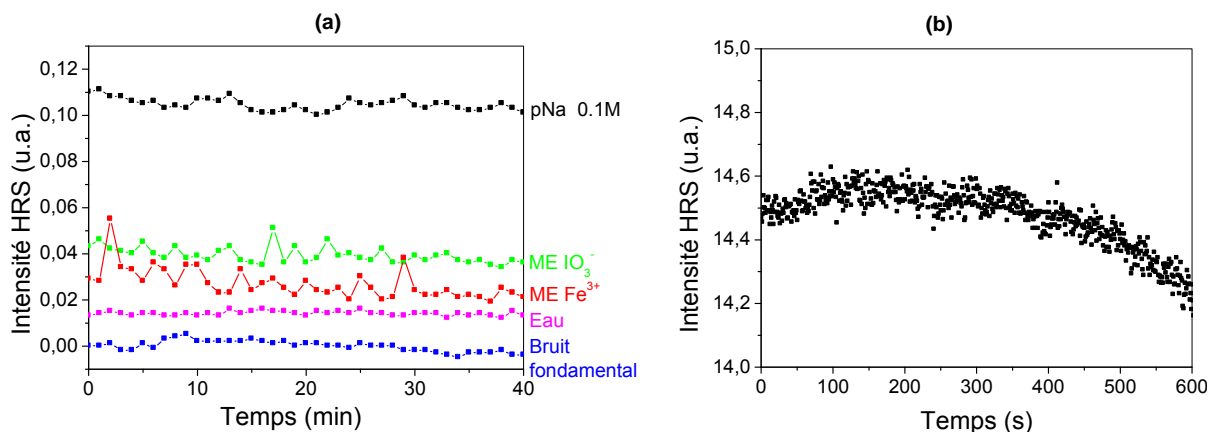 (a)
Intensité HRS (u.a.)
0,12
0,10
0,08
0,06
0,04
0,02
0,00
0
10
20
30
40
Temps (min)
pNa 0.1M
ME IO₃⁻
ME Fe³⁺
Eau
Bruit
fondamental
(b)
Intensité HRS (u.a.)
15,0
14,8
14,6
14,4
14,2
14,0
0
100
200
300
400
500
600
Temps (s)